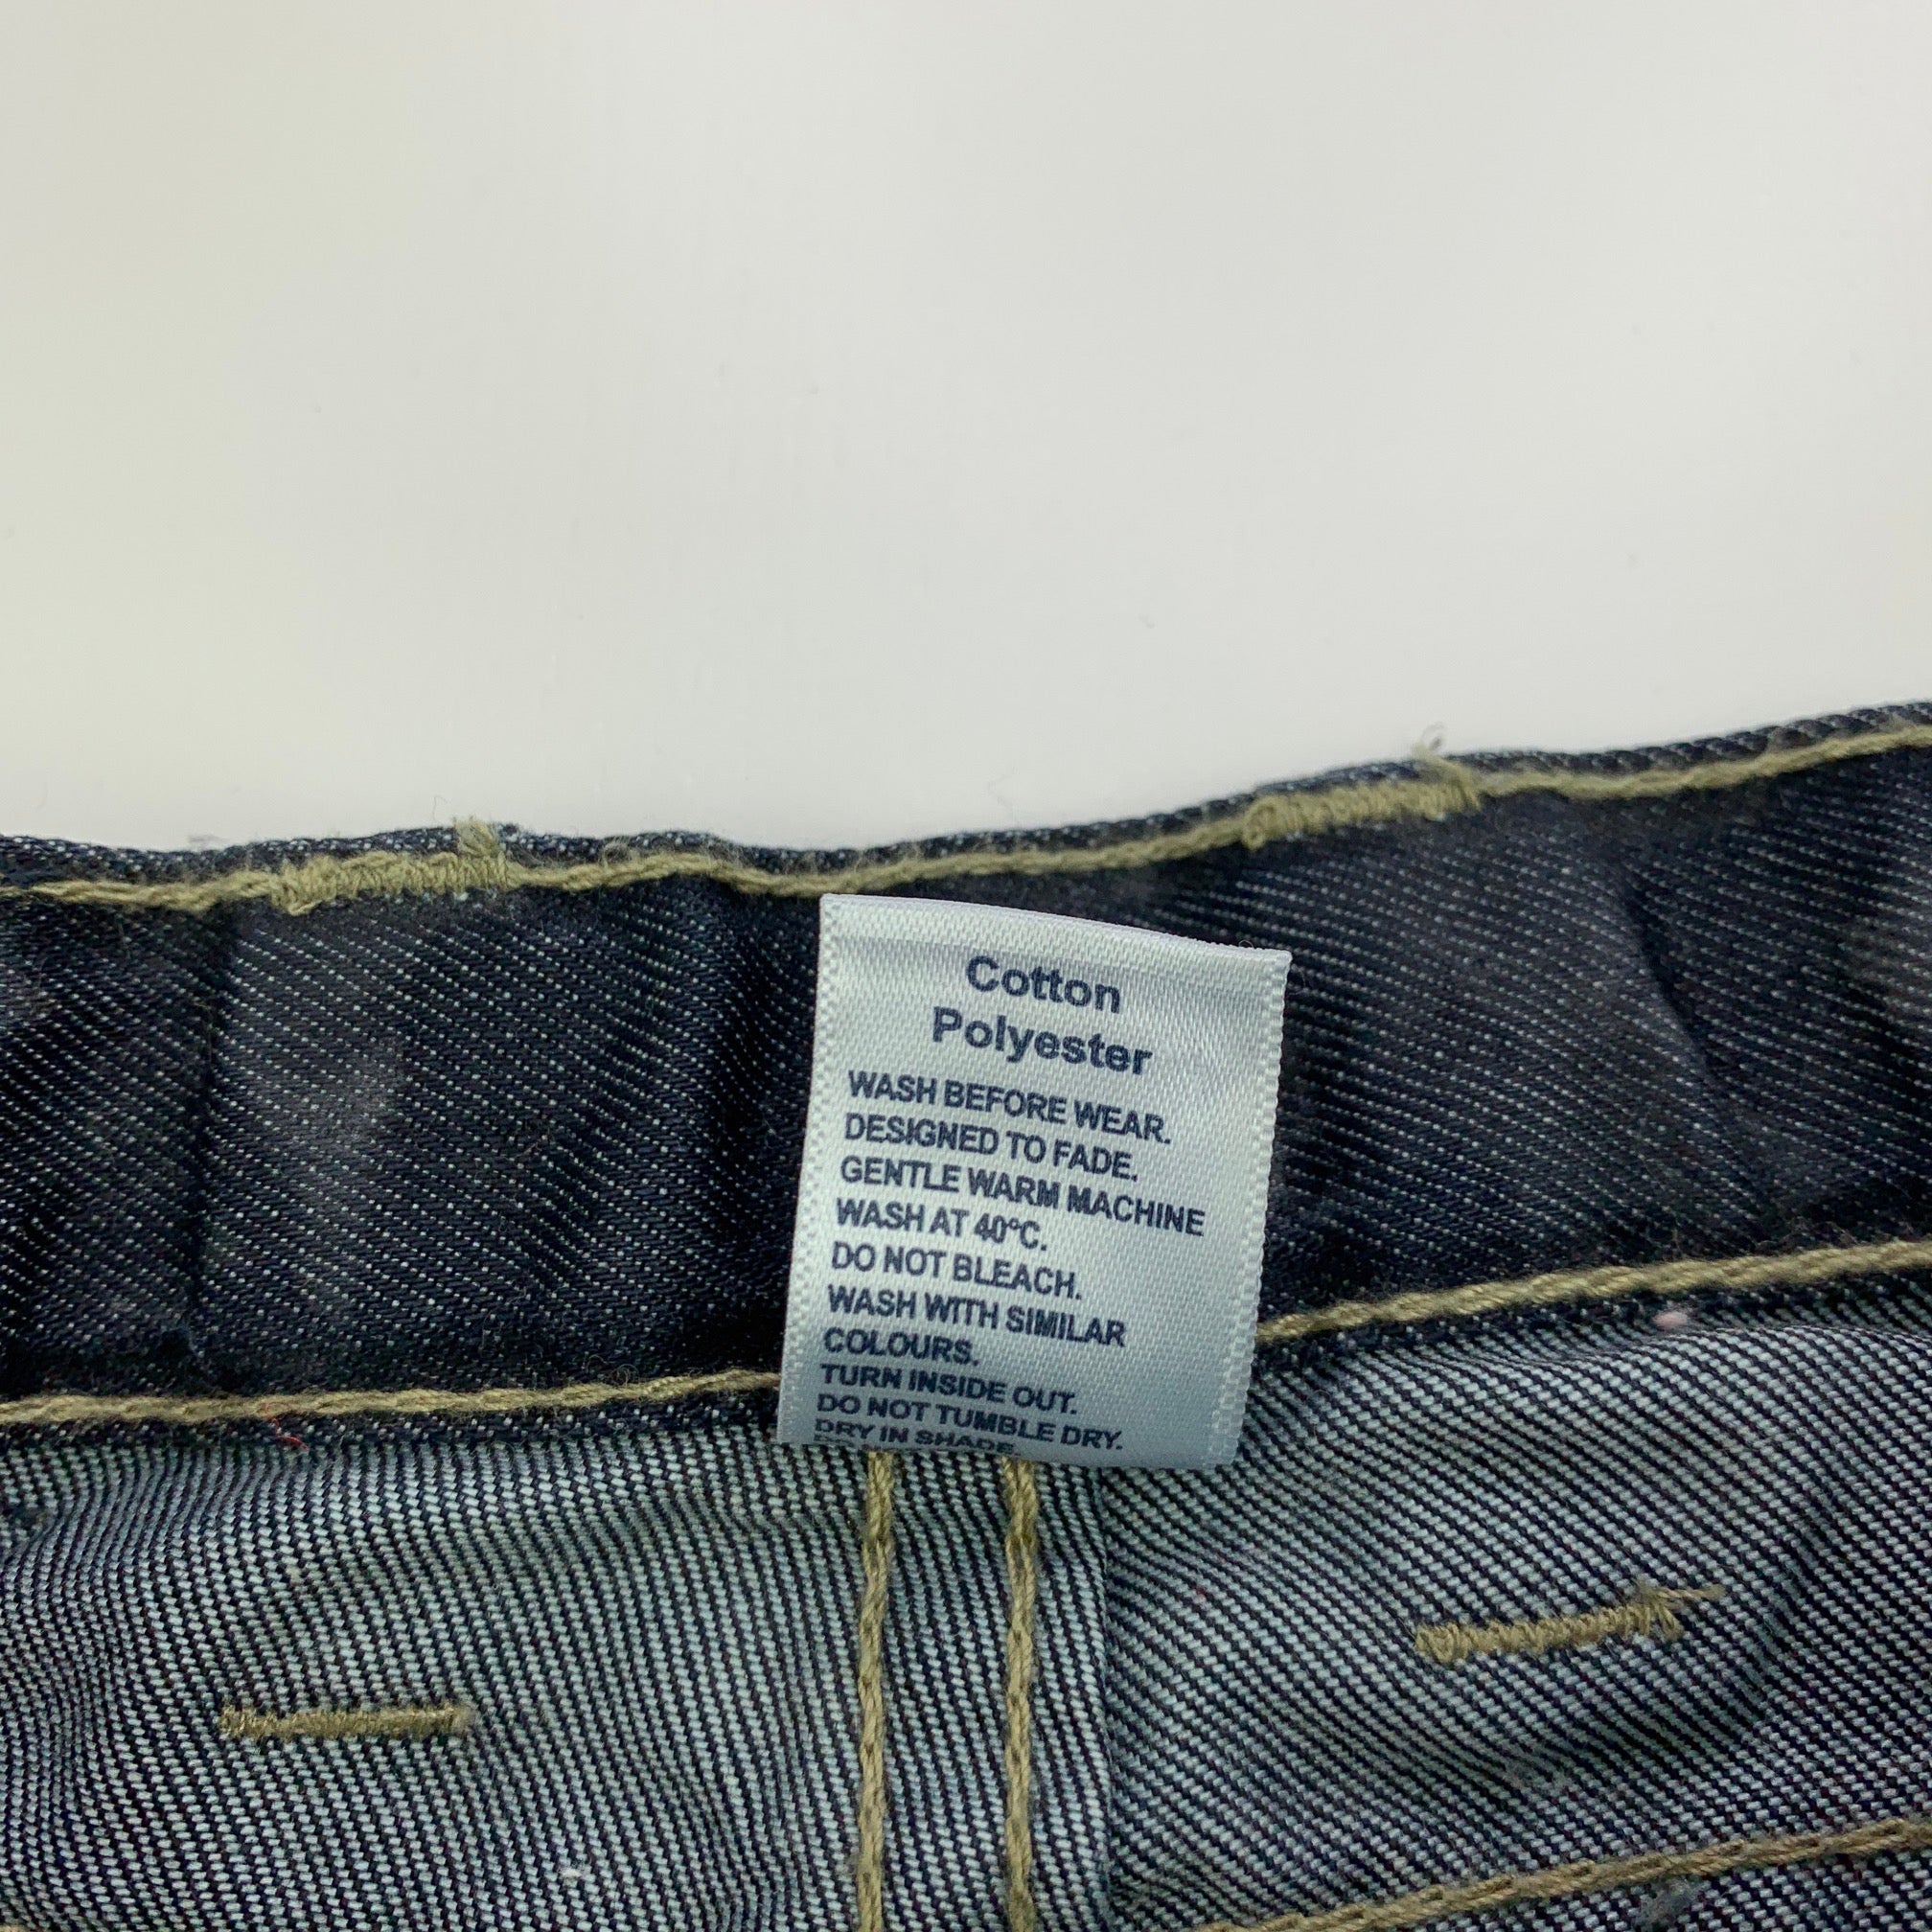 Cotton
Polyester
WASH BEFORE WEAR.
DESIGNED TO FADE.
GENTLE WARM MACHINE
WASH AT 40°C.
DO NOT BLEACH.
WASH WITH SIMILAR
COLOURS.
TURN INSIDE OUT.
DO NOT TUMBLE DRY.
DRY IN SHADE